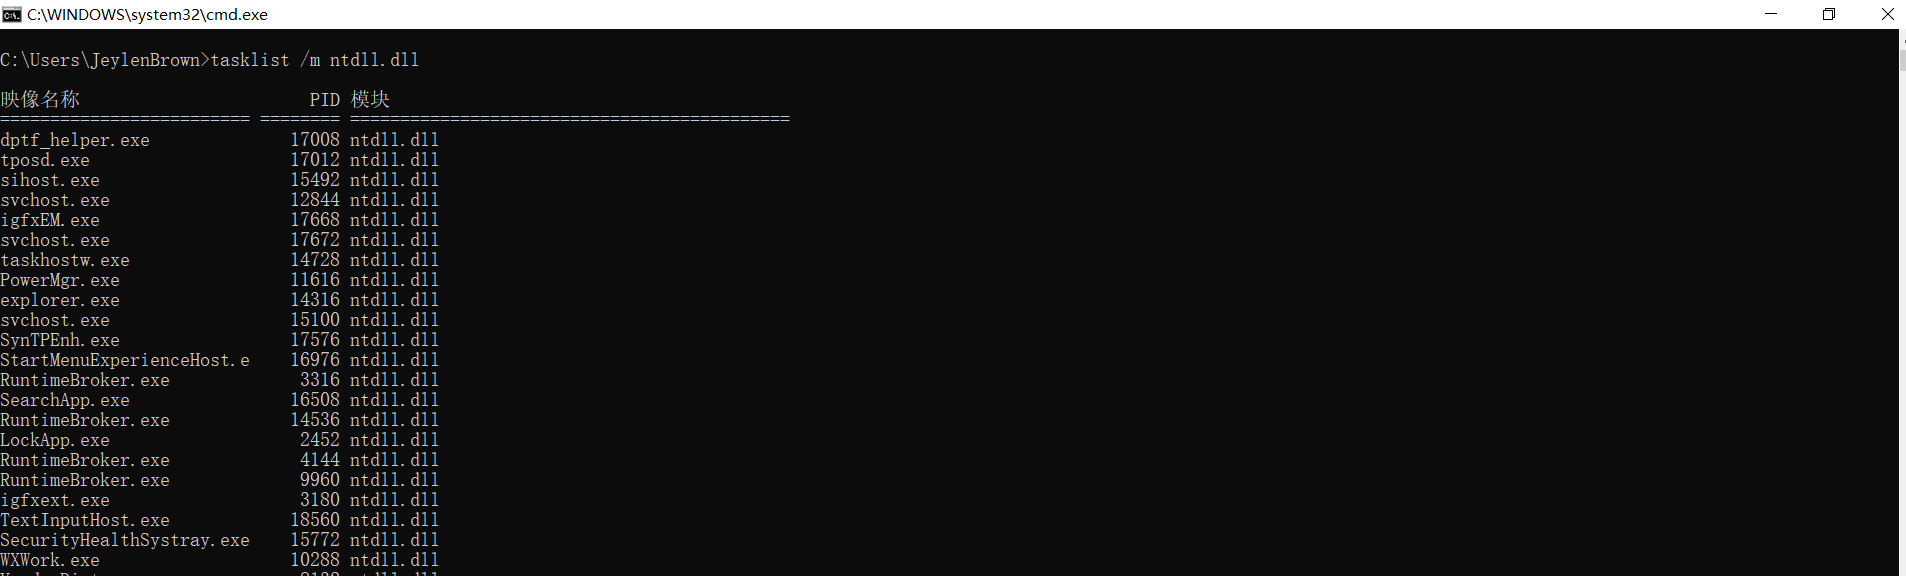 C:\WINDOWS\system32\cmd.exe
C:\Users\JeylenBrown>tasklist /m ntdll.dll
映像名称 PID 模块
========================= ======== ============================================
dptf_helper.exe 17008 ntdll.dll
tposd.exe 17012 ntdll.dll
sihost.exe 15492 ntdll.dll
svchost.exe 12844 ntdll.dll
igfxEM.exe 17668 ntdll.dll
svchost.exe 17672 ntdll.dll
taskhostw.exe 14728 ntdll.dll
PowerMgr.exe 11616 ntdll.dll
explorer.exe 14316 ntdll.dll
svchost.exe 15100 ntdll.dll
SynTPEnh.exe 17576 ntdll.dll
StartMenuExperienceHost.e 16976 ntdll.dll
RuntimeBroker.exe 3316 ntdll.dll
SearchApp.exe 16508 ntdll.dll
RuntimeBroker.exe 14536 ntdll.dll
LockApp.exe 2452 ntdll.dll
RuntimeBroker.exe 4144 ntdll.dll
RuntimeBroker.exe 9960 ntdll.dll
igfxext.exe 3180 ntdll.dll
TextInputHost.exe 18560 ntdll.dll
SecurityHealthSystray.exe 15772 ntdll.dll
WXWork.exe 10288 ntdll.dll